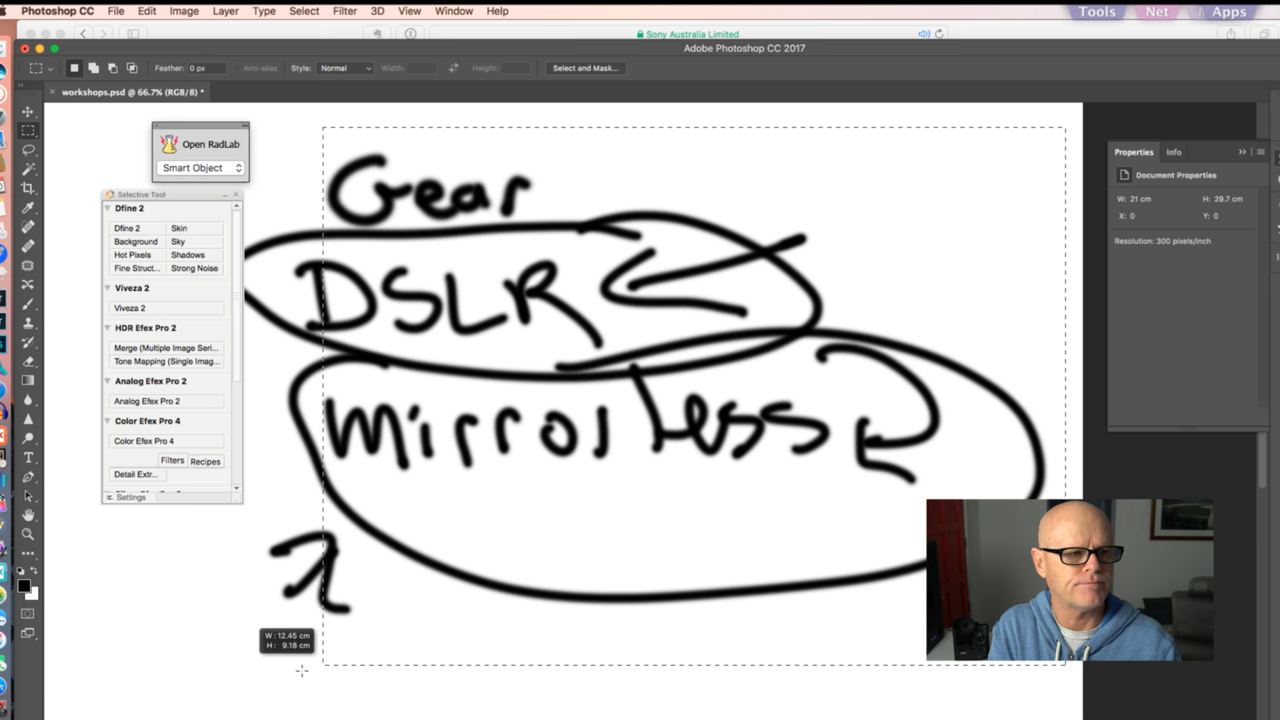 Photoshop CC File Edit Image Layer Type Select Filter 3D View Window Help
Tools Net Apps
Sony Australia Limited
Adobe Photoshop CC 2017
Feather: 0 px Anti-alias Style: Normal Width: Height: Select and Mask...
workshops.psd @ 66.7% (RGB/8) *
Open RadLab
Smart Object
Selective Tool
Dfine 2
Dfine 2 Skin
Background Sky
Hot Pixels Shadows
Fine Struct... Strong Noise
Viveza 2
Viveza 2
HDR Efex Pro 2
Merge (Multiple Image Seri...
Tone Mapping (Single Imag...
Analog Efex Pro 2
Analog Efex Pro 2
Color Efex Pro 4
Color Efex Pro 4
Filters Recipes
Detail Extr...
Settings
Gear
DSLR
mirrorLess
W: 12.45 cm
H: 9.18 cm
Properties Info
Document Properties
W: 21 cm H: 29.7 cm
X: 0 Y: 0
Resolution: 300 pixels/inch